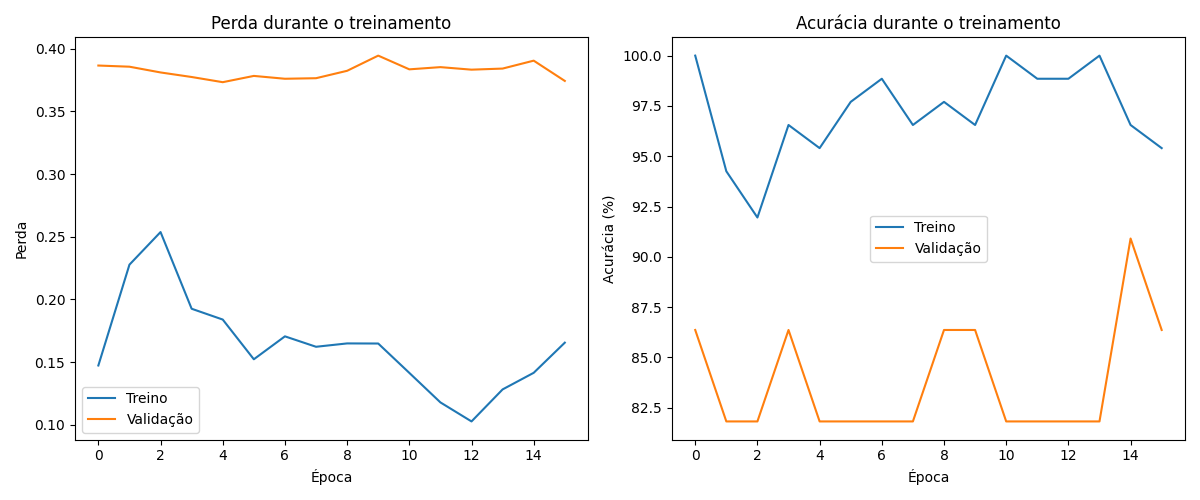 Perda durante o treinamento
0.40
0.35
0.30
0.25
0.20
0.15
0.10
Perda
Treino
Validação
0 2 4 6 8 10 12 14
Época
Acurácia durante o treinamento
100.0
97.5
95.0
92.5
90.0
87.5
85.0
82.5
Acurácia (%)
Treino
Validação
0 2 4 6 8 10 12 14
Época